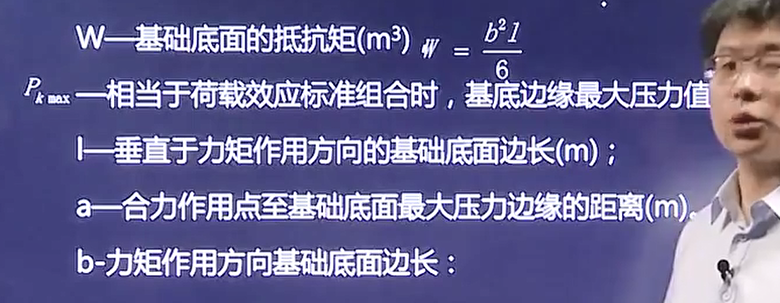 W—基础底面的抵抗矩(m³) W = b²l/6
P_{k max}—相当于荷载效应标准组合时，基底边缘最大压力值
l—垂直于力矩作用方向的基础底面边长(m)；
a—合力作用点至基础底面最大压力边缘的距离(m)。
b-力矩作用方向基础底面边长：